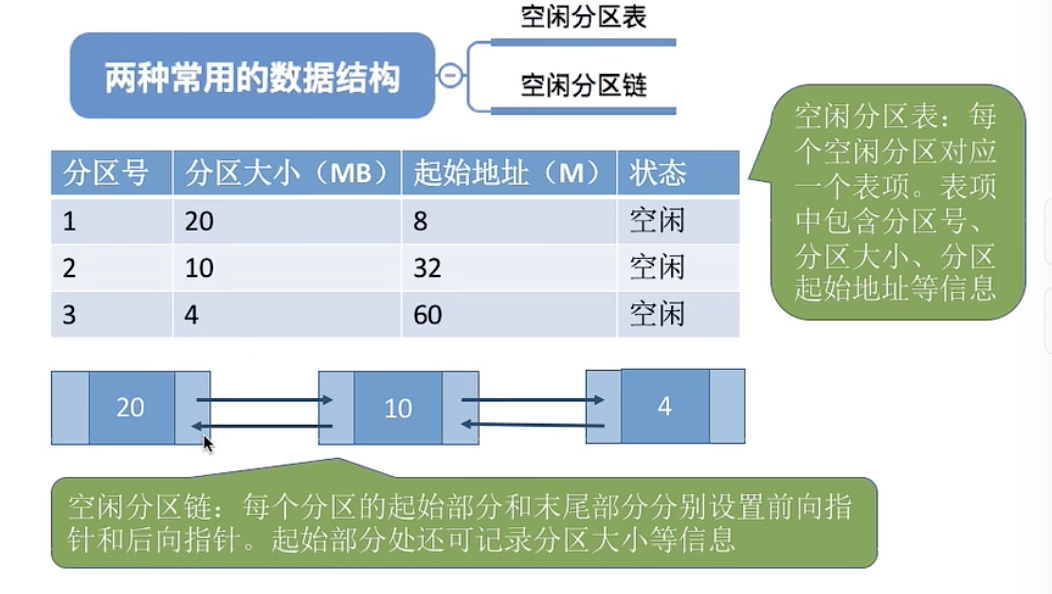 空闲分区表
两种常用的数据结构
空闲分区链
空闲分区表：每
个空闲分区对应
一个表项。表项
中包含分区号、
分区大小、分区
起始地址等信息
分区号 分区大小（MB） 起始地址（M） 状态
1 20 8 空闲
2 10 32 空闲
3 4 60 空闲
20 10 4
空闲分区链：每个分区的起始部分和末尾部分分别设置前向指
针和后向指针。起始部分处还可记录分区大小等信息